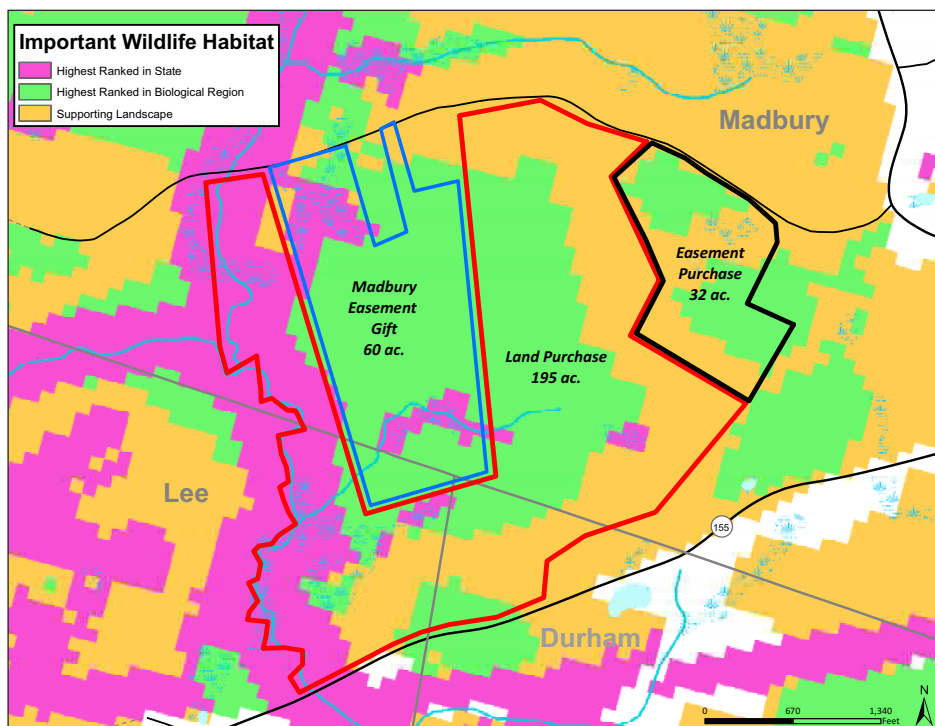 Important Wildlife Habitat
Highest Ranked in State
Highest Ranked in Biological Region
Supporting Landscape
Madbury
Easement
Purchase
32 ac.
Madbury
Easement
Gift
60 ac.
Land Purchase
195 ac.
Lee
155
Durham
N
0 670 1,340
Feet